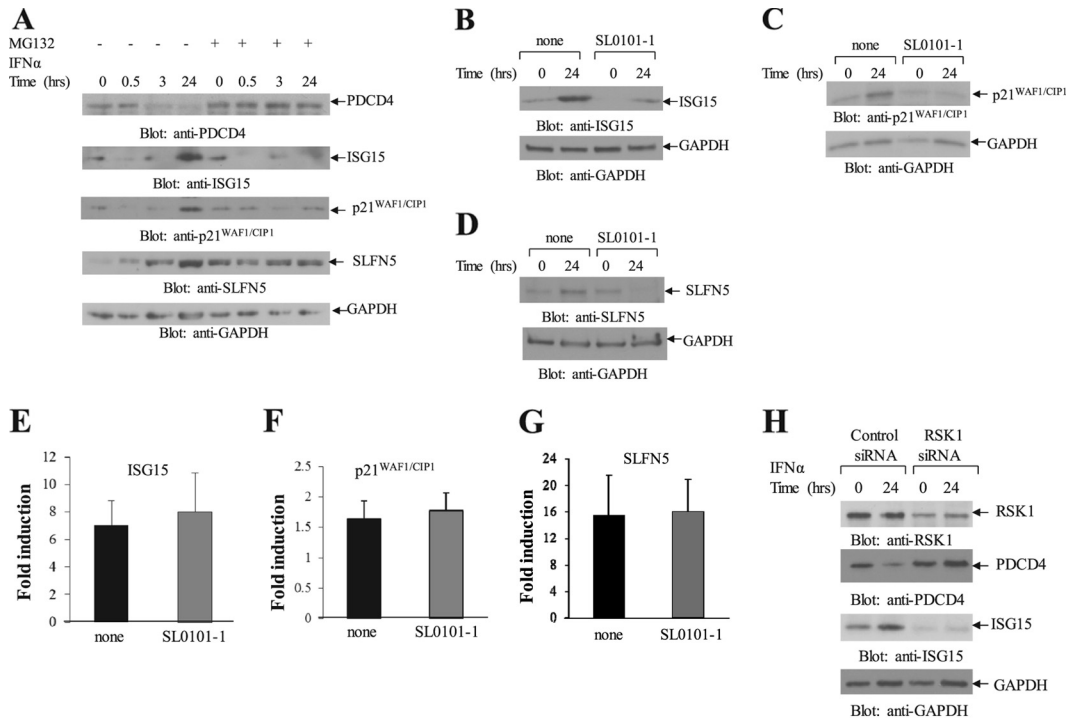 A
MG132 - - - - + + + +
IFNα
Time (hrs) 0 0.5 3 24 0 0.5 3 24
PDCD4
Blot: anti-PDCD4
ISG15
Blot: anti-ISG15
p21WAF1/CIP1
Blot: anti-p21WAF1/CIP1
SLFN5
Blot: anti-SLFN5
GAPDH
Blot: anti-GAPDH
B
none SL0101-1
Time (hrs) 0 24 0 24
ISG15
Blot: anti-ISG15
GAPDH
Blot: anti-GAPDH
C
none SL0101-1
Time (hrs) 0 24 0 24
p21WAF1/CIP1
Blot: anti-p21WAF1/CIP1
GAPDH
Blot: anti-GAPDH
D
none SL0101-1
Time (hrs) 0 24 0 24
SLFN5
Blot: anti-SLFN5
GAPDH
Blot: anti-GAPDH
E
ISG15
Fold induction
12
10
8
6
4
2
0
none SL0101-1
F
p21WAF1/CIP1
Fold induction
2.5
2
1.5
1
0.5
0
none SL0101-1
G
SLFN5
Fold induction
24
20
16
12
8
4
0
none SL0101-1
H
Control siRNA RSK1 siRNA
IFNα
Time (hrs) 0 24 0 24
RSK1
Blot: anti-RSK1
PDCD4
Blot: anti-PDCD4
ISG15
Blot: anti-ISG15
GAPDH
Blot: anti-GAPDH